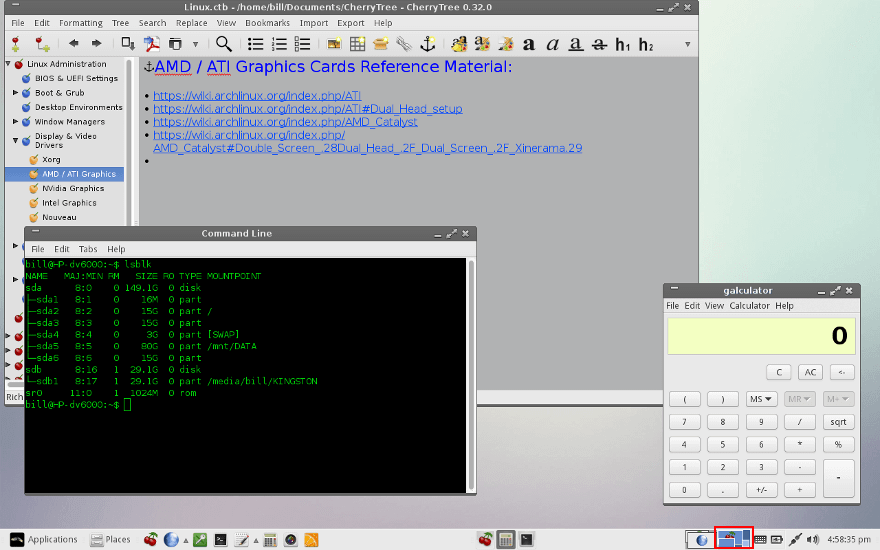 Linux.ctb - /home/bill/Documents/CherryTree - CherryTree 0.32.0
File Edit Formatting Tree Search Replace View Bookmarks Import Export Help
a a a a h1 h2
Linux Administration
BIOS & UEFI Settings
Boot & Grub
Desktop Environments
Window Managers
Display & Video
Drivers
Xorg
AMD / ATI Graphics
NVidia Graphics
Intel Graphics
Nouveau
AMD / ATI Graphics Cards Reference Material:
https://wiki.archlinux.org/index.php/ATI
https://wiki.archlinux.org/index.php/ATI#Dual_Head_setup
https://wiki.archlinux.org/index.php/AMD_Catalyst
https://wiki.archlinux.org/index.php/
AMD_Catalyst#Double_Screen_.28Dual_Head_.2F_Dual_Screen_.2F_Xinerama.29
Rich
Command Line
File Edit Tabs Help
bill@HP-dv6000:~$ lsblk
NAME MAJ:MIN RM SIZE RO TYPE MOUNTPOINT
sda 8:0 0 149.1G 0 disk
├─sda1 8:1 0 16M 0 part
├─sda2 8:2 0 15G 0 part /
├─sda3 8:3 0 15G 0 part
├─sda4 8:4 0 3G 0 part [SWAP]
├─sda5 8:5 0 80G 0 part /mnt/DATA
└─sda6 8:6 0 15G 0 part
sdb 8:16 1 29.1G 0 disk
└─sdb1 8:17 1 29.1G 0 part /media/bill/KINGSTON
sr0 11:0 1 1024M 0 rom
bill@HP-dv6000:~$
galculator
File Edit View Calculator Help
0
C AC <-
( ) MS MR M+
7 8 9 / sqrt
4 5 6 * %
1 2 3 - -
0 . +/- +
Applications Places
4:58:35 pm